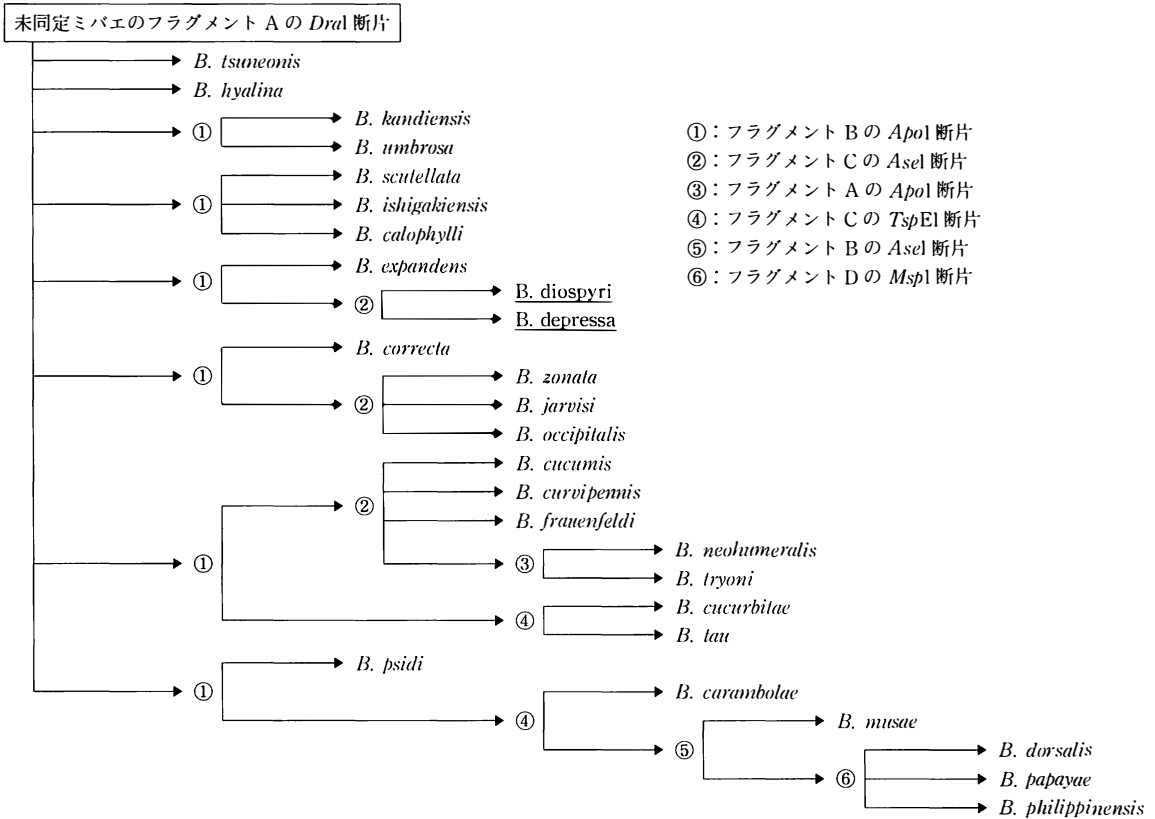 未同定ミバエのフラグメント A の DraI 断片
B. tsuneonis
B. hyalina
①
B. kandiensis
B. umbrosa
①
B. scutellata
B. ishigakiensis
B. calophylli
①
B. expandens
②
B. diospyri
B. depressa
①
B. correcta
②
B. zonata
B. jarvisi
B. occipitalis
①
②
B. cucumis
B. curvipennis
B. frauenfeldi
③
B. neohumeralis
B. tryoni
④
B. cucurbitae
B. tau
①
B. psidi
④
B. carambolae
⑤
B. musae
⑥
B. dorsalis
B. papayae
B. philippinensis
①：フラグメント B の ApoI 断片
②：フラグメント C の AseI 断片
③：フラグメント A の ApoI 断片
④：フラグメント C の TspEI 断片
⑤：フラグメント B の AseI 断片
⑥：フラグメント D の MspI 断片